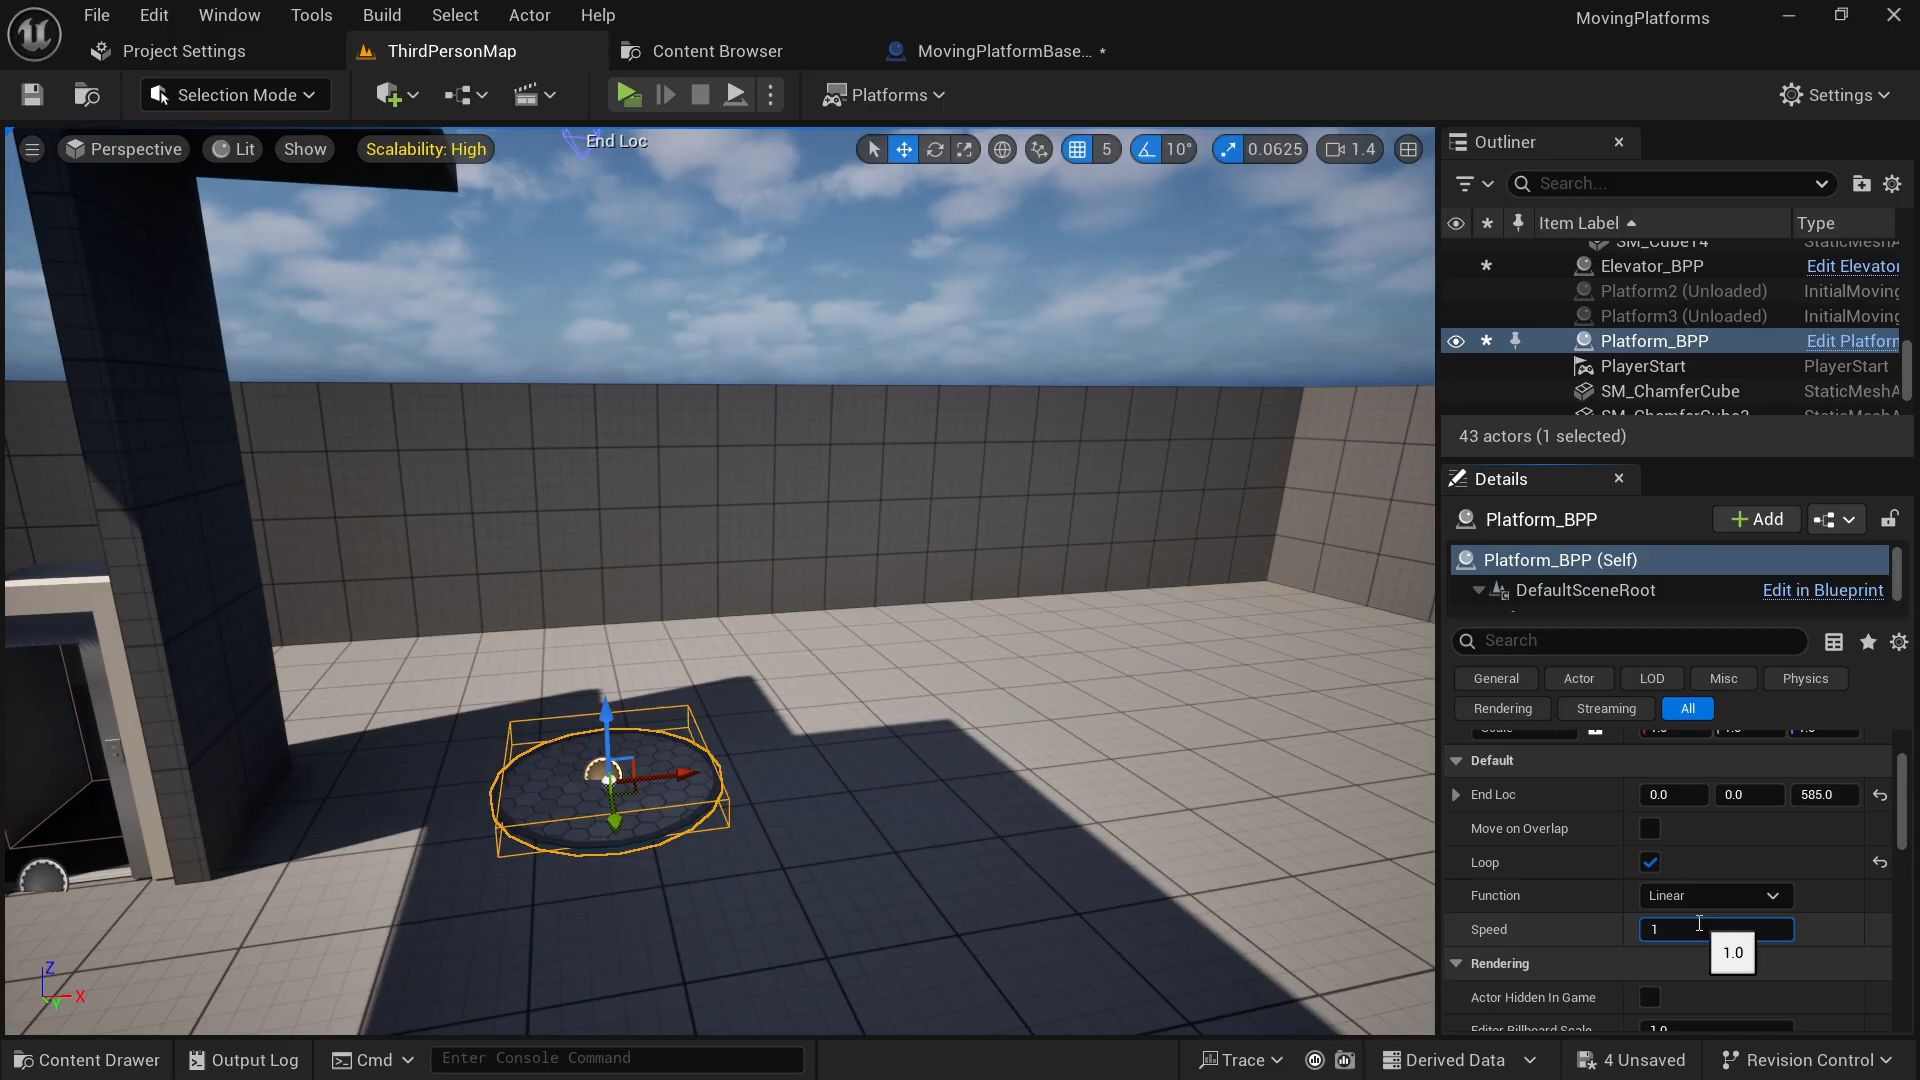 File Edit Window Tools Build Select Actor Help
MovingPlatforms
Project Settings
ThirdPersonMap
Content Browser
MovingPlatformBase... *
Selection Mode
Platforms
Settings
Perspective
Lit
Show
Scalability: High
End Loc
5
10°
0.0625
1.4
Outliner
Search...
Item Label
Type
SM_Cube14
StaticMeshA
Elevator_BPP
Edit Elevator
Platform2 (Unloaded)
InitialMoving
Platform3 (Unloaded)
InitialMoving
Platform_BPP
Edit Platform
PlayerStart
PlayerStart
SM_ChamferCube
StaticMeshA
SM_ChamferCube2
StaticMeshA
43 actors (1 selected)
Details
Platform_BPP
Add
Platform_BPP (Self)
DefaultSceneRoot
Edit in Blueprint
Search
General
Actor
LOD
Misc
Physics
Rendering
Streaming
All
Scale
1.0
1.0
1.0
Default
End Loc
0.0
0.0
585.0
Move on Overlap
Loop
Function
Linear
Speed
1
1.0
Rendering
Actor Hidden In Game
Editor Billboard Scale
1.0
Z
X
Y
Content Drawer
Output Log
Cmd
Enter Console Command
Trace
Derived Data
4 Unsaved
Revision Control